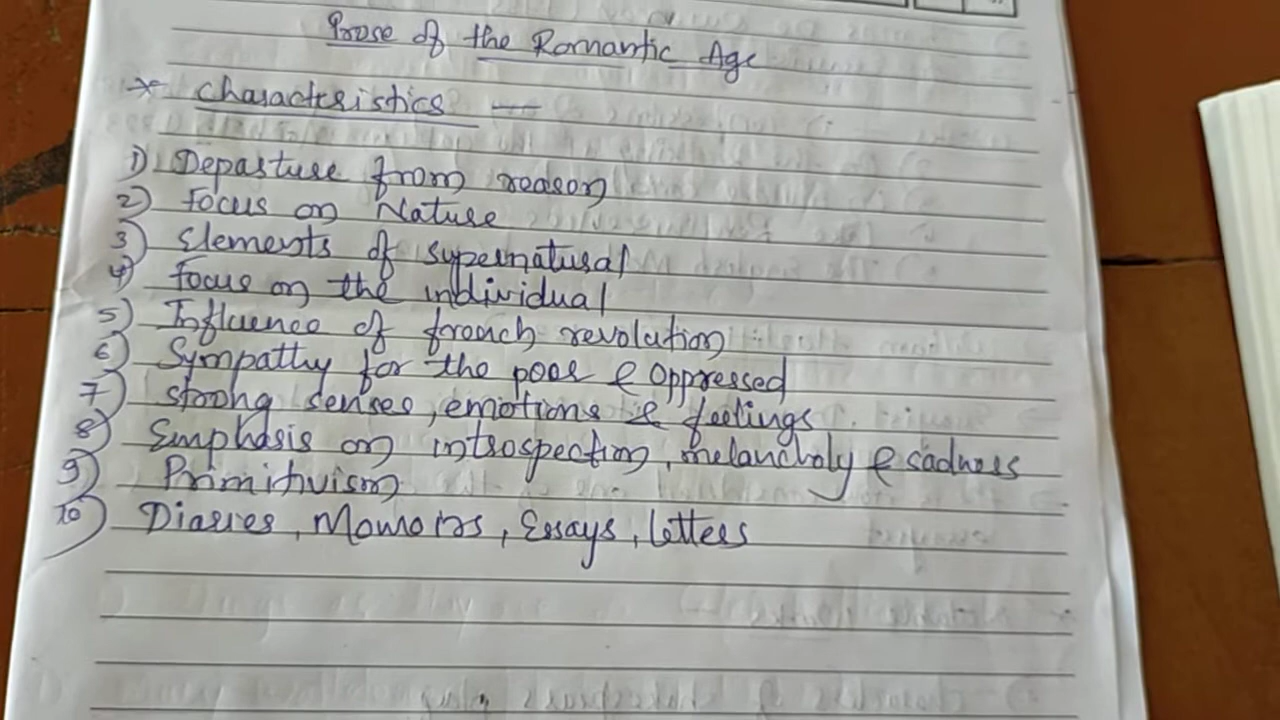 Prose of the Romantic Age
* Characteristics —
1) Departure from reason
2) Focus on Nature
3) Elements of supernatural
4) Focus on the individual
5) Influence of french revolution
6) Sympathy for the poor & oppressed
7) Strong senses, emotions & feelings
8) Emphasis on introspection, melancholy & sadness
9) Primitivism
10) Diaries, Memoirs, Essays, letters